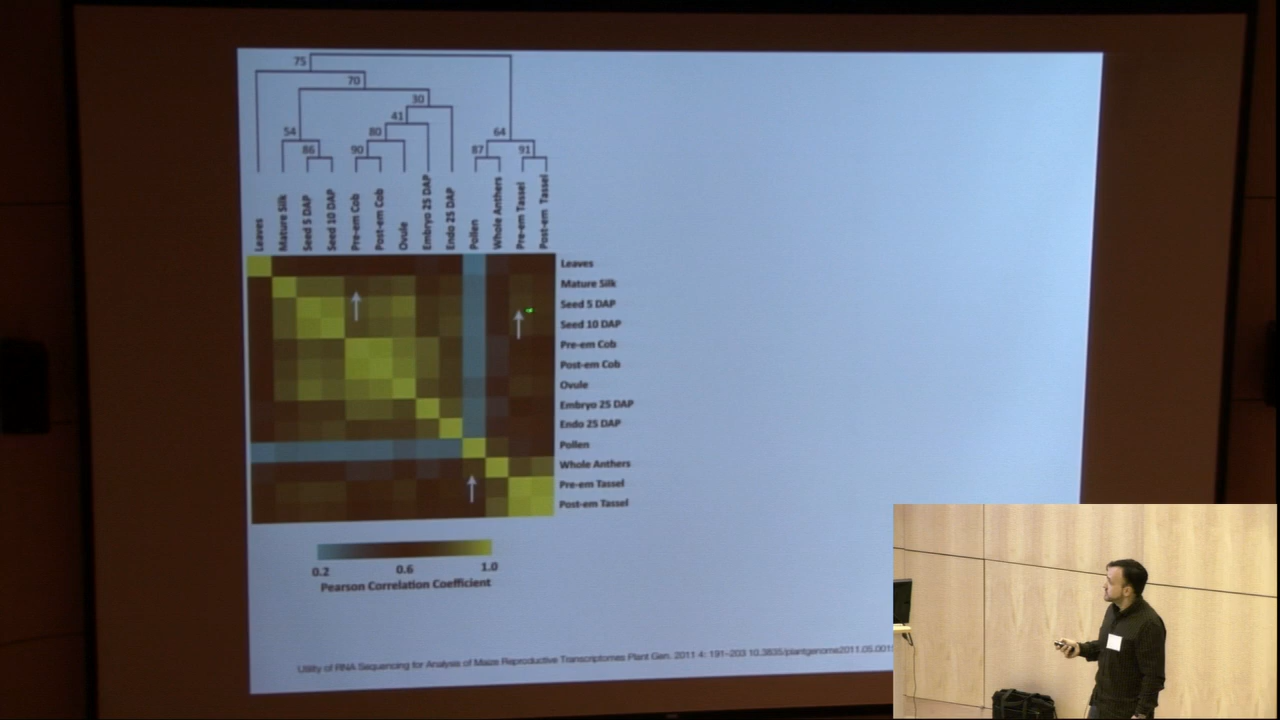 75
70
30
41
54
80
64
86
90
87
91
Leaves
Mature Silk
Seed 5 DAP
Seed 10 DAP
Pre-em Cob
Post-em Cob
Ovule
Embryo 25 DAP
Endo 25 DAP
Pollen
Whole Anthers
Pre-em Tassel
Post-em Tassel
Leaves
Mature Silk
Seed 5 DAP
Seed 10 DAP
Pre-em Cob
Post-em Cob
Ovule
Embryo 25 DAP
Endo 25 DAP
Pollen
Whole Anthers
Pre-em Tassel
Post-em Tassel
0.2 0.6 1.0
Pearson Correlation Coefficient
Utility of RNA Sequencing for Analysis of Maize Reproductive Transcriptomes Plant Gen. 2011 4: 191–203 10.3835/plantgenome2011.05.001